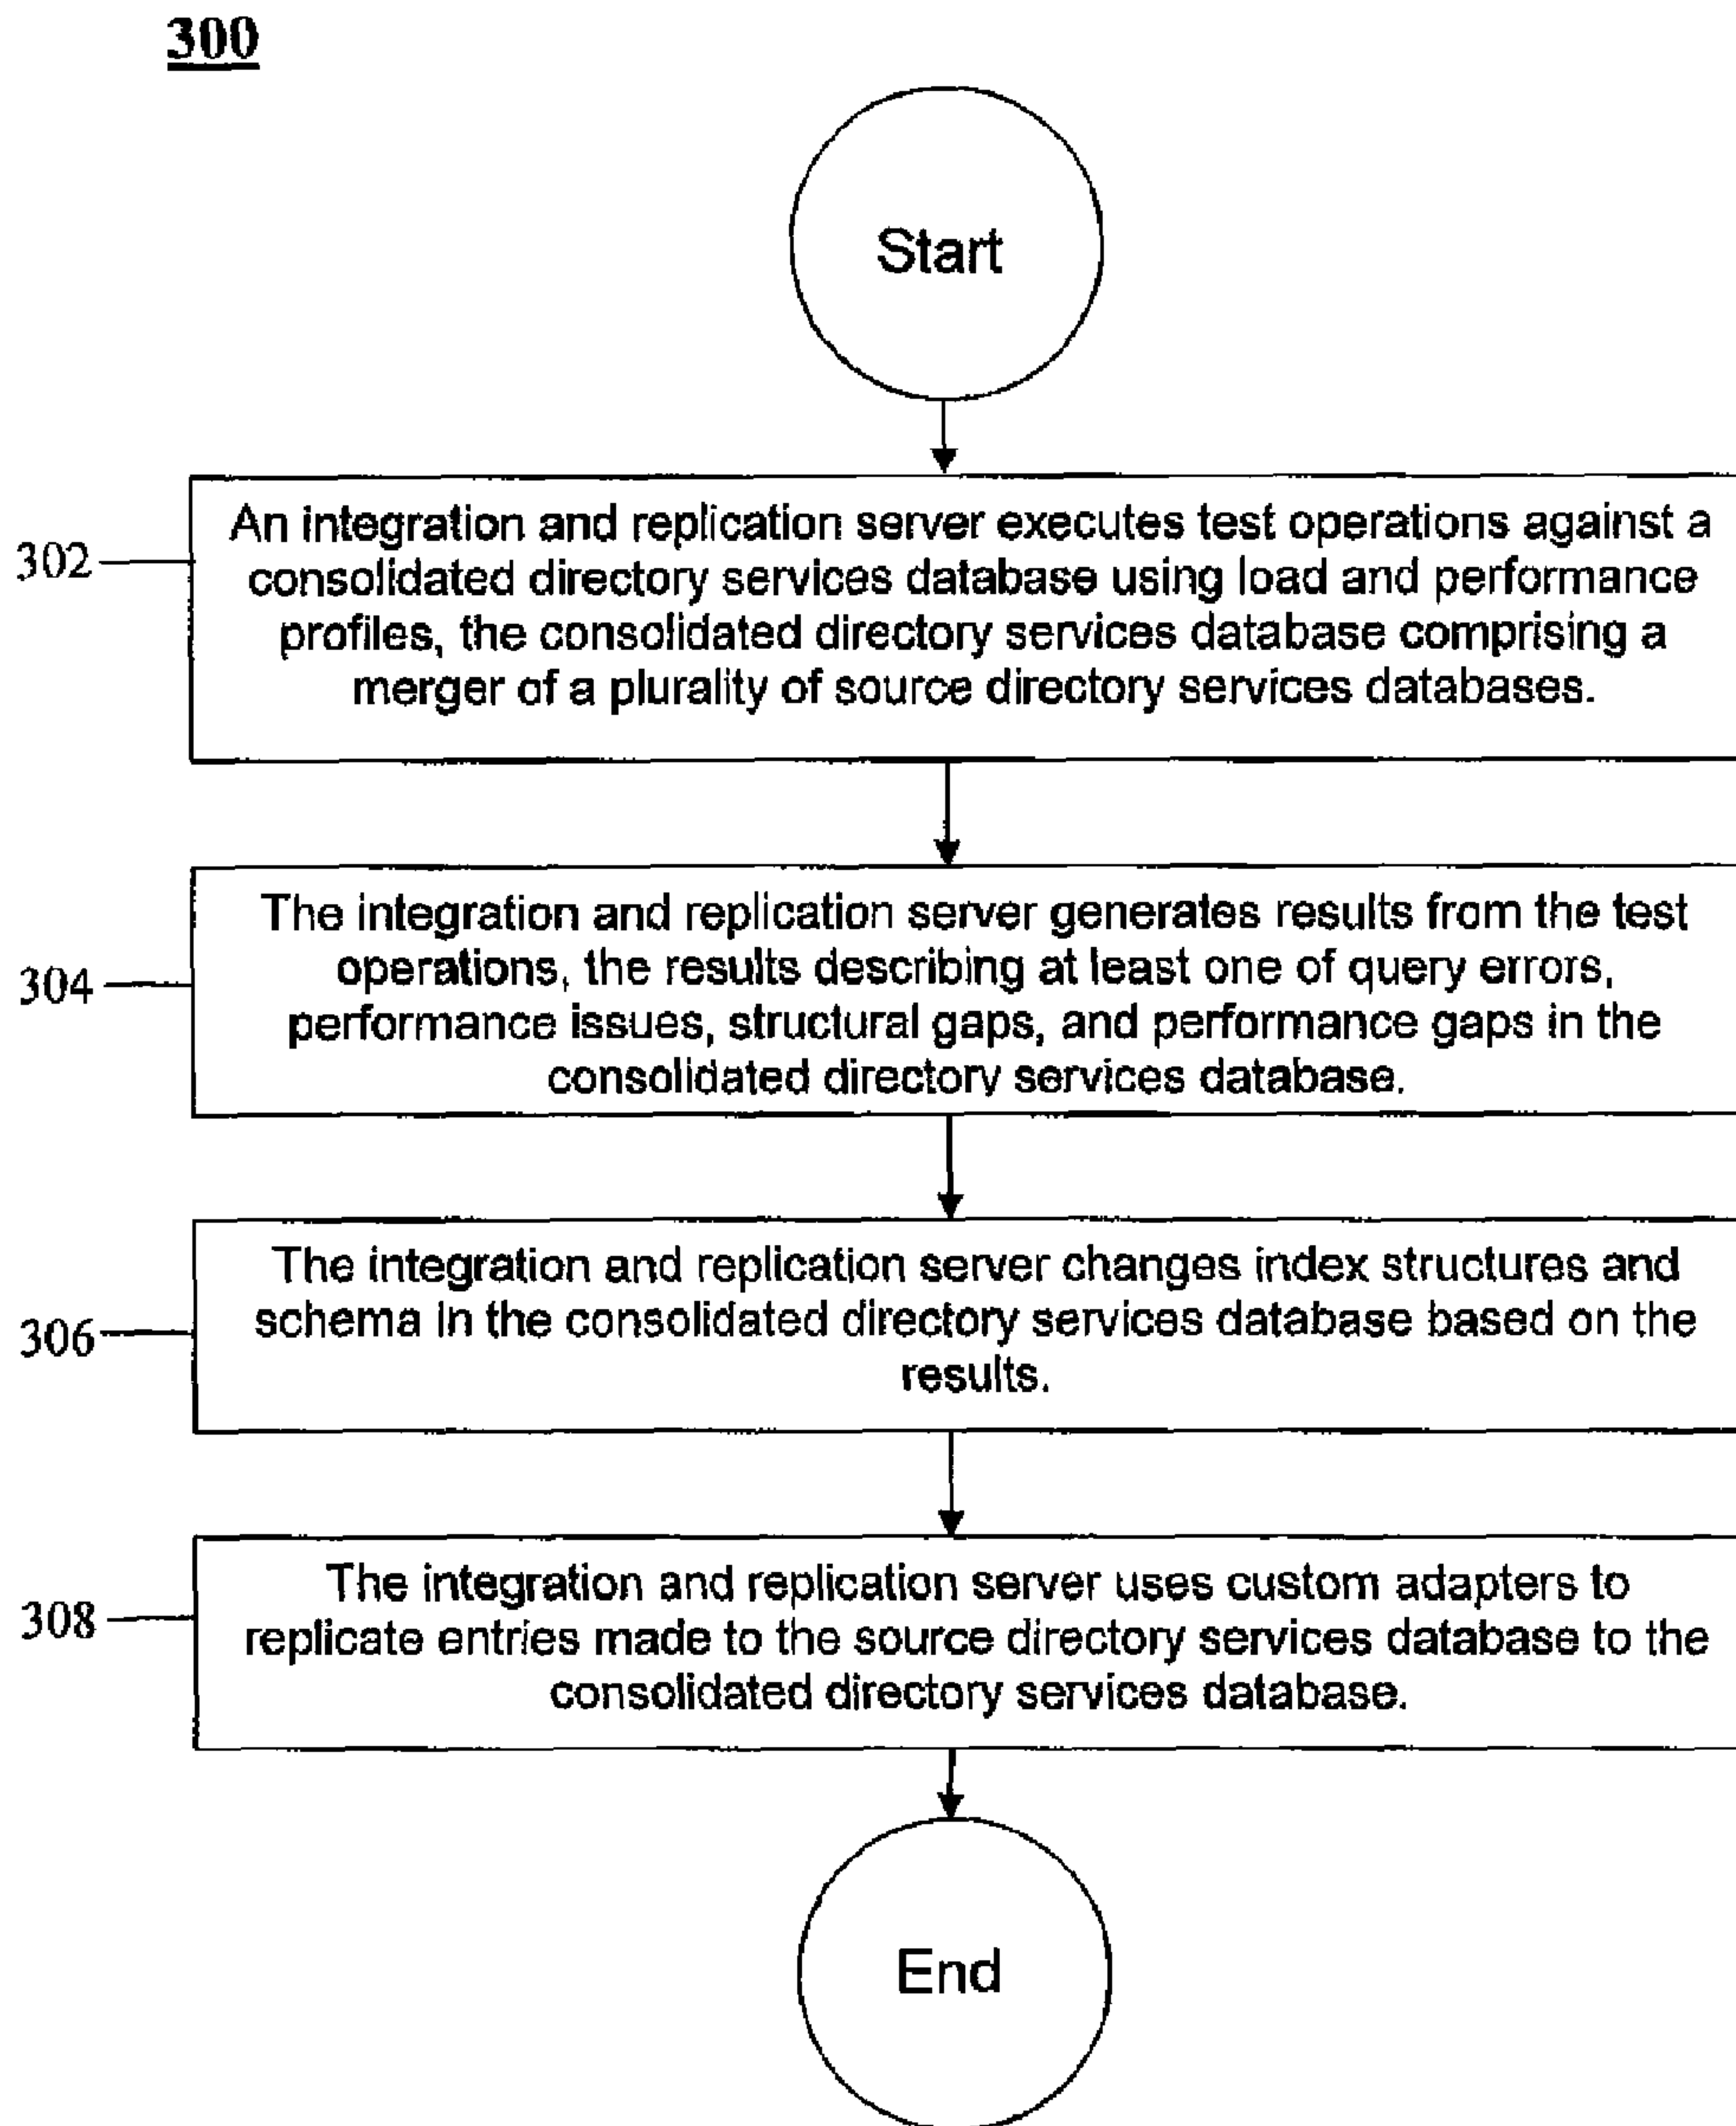 300
Start
302
An integration and replication server executes test operations against a
consolidated directory services database using load and performance
profiles, the consolidated directory services database comprising a
merger of a plurality of source directory services databases.
304
The integration and replication server generates results from the test
operations, the results describing at least one of query errors,
performance issues, structural gaps, and performance gaps in the
consolidated directory services database.
306
The integration and replication server changes index structures and
schema in the consolidated directory services database based on the
results.
308
The integration and replication server uses custom adapters to
replicate entries made to the source directory services database to the
consolidated directory services database.
End